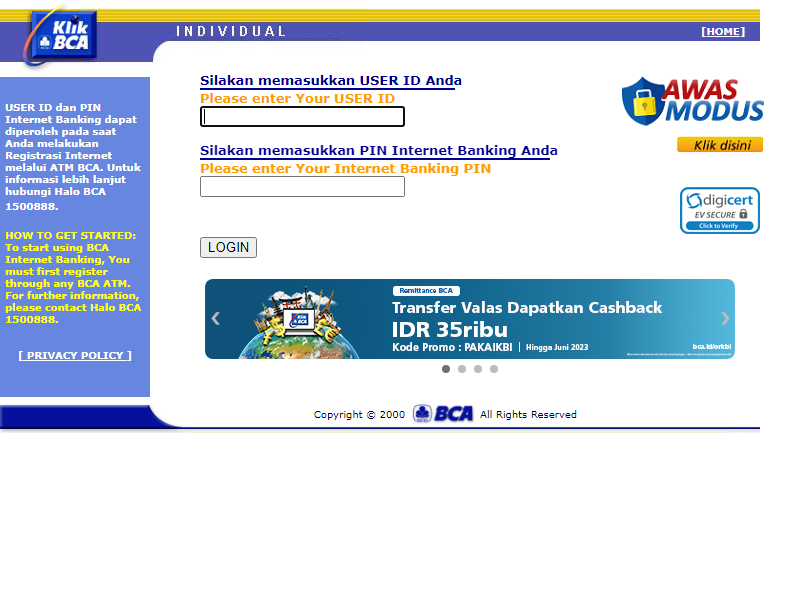 Klik
BCA
INDIVIDUAL
[HOME]
USER ID dan PIN
Internet Banking dapat
diperoleh pada saat
Anda melakukan
Registrasi Internet
melalui ATM BCA. Untuk
informasi lebih lanjut
hubungi Halo BCA
1500888.
HOW TO GET STARTED:
To start using BCA
Internet Banking, You
must first register
through any BCA ATM.
For further information,
please contact Halo BCA
1500888.
[ PRIVACY POLICY ]
Silakan memasukkan USER ID Anda
Please enter Your USER ID
Silakan memasukkan PIN Internet Banking Anda
Please enter Your Internet Banking PIN
LOGIN
AWAS
MODUS
Klik disini
digicert
EV SECURE
Click to Verify
Remittance BCA
Transfer Valas Dapatkan Cashback
IDR 35ribu
Kode Promo : PAKAIKBI | Hingga Juni 2023
bca.id/orkbi
Klik
BCA
Copyright © 2000 BCA All Rights Reserved